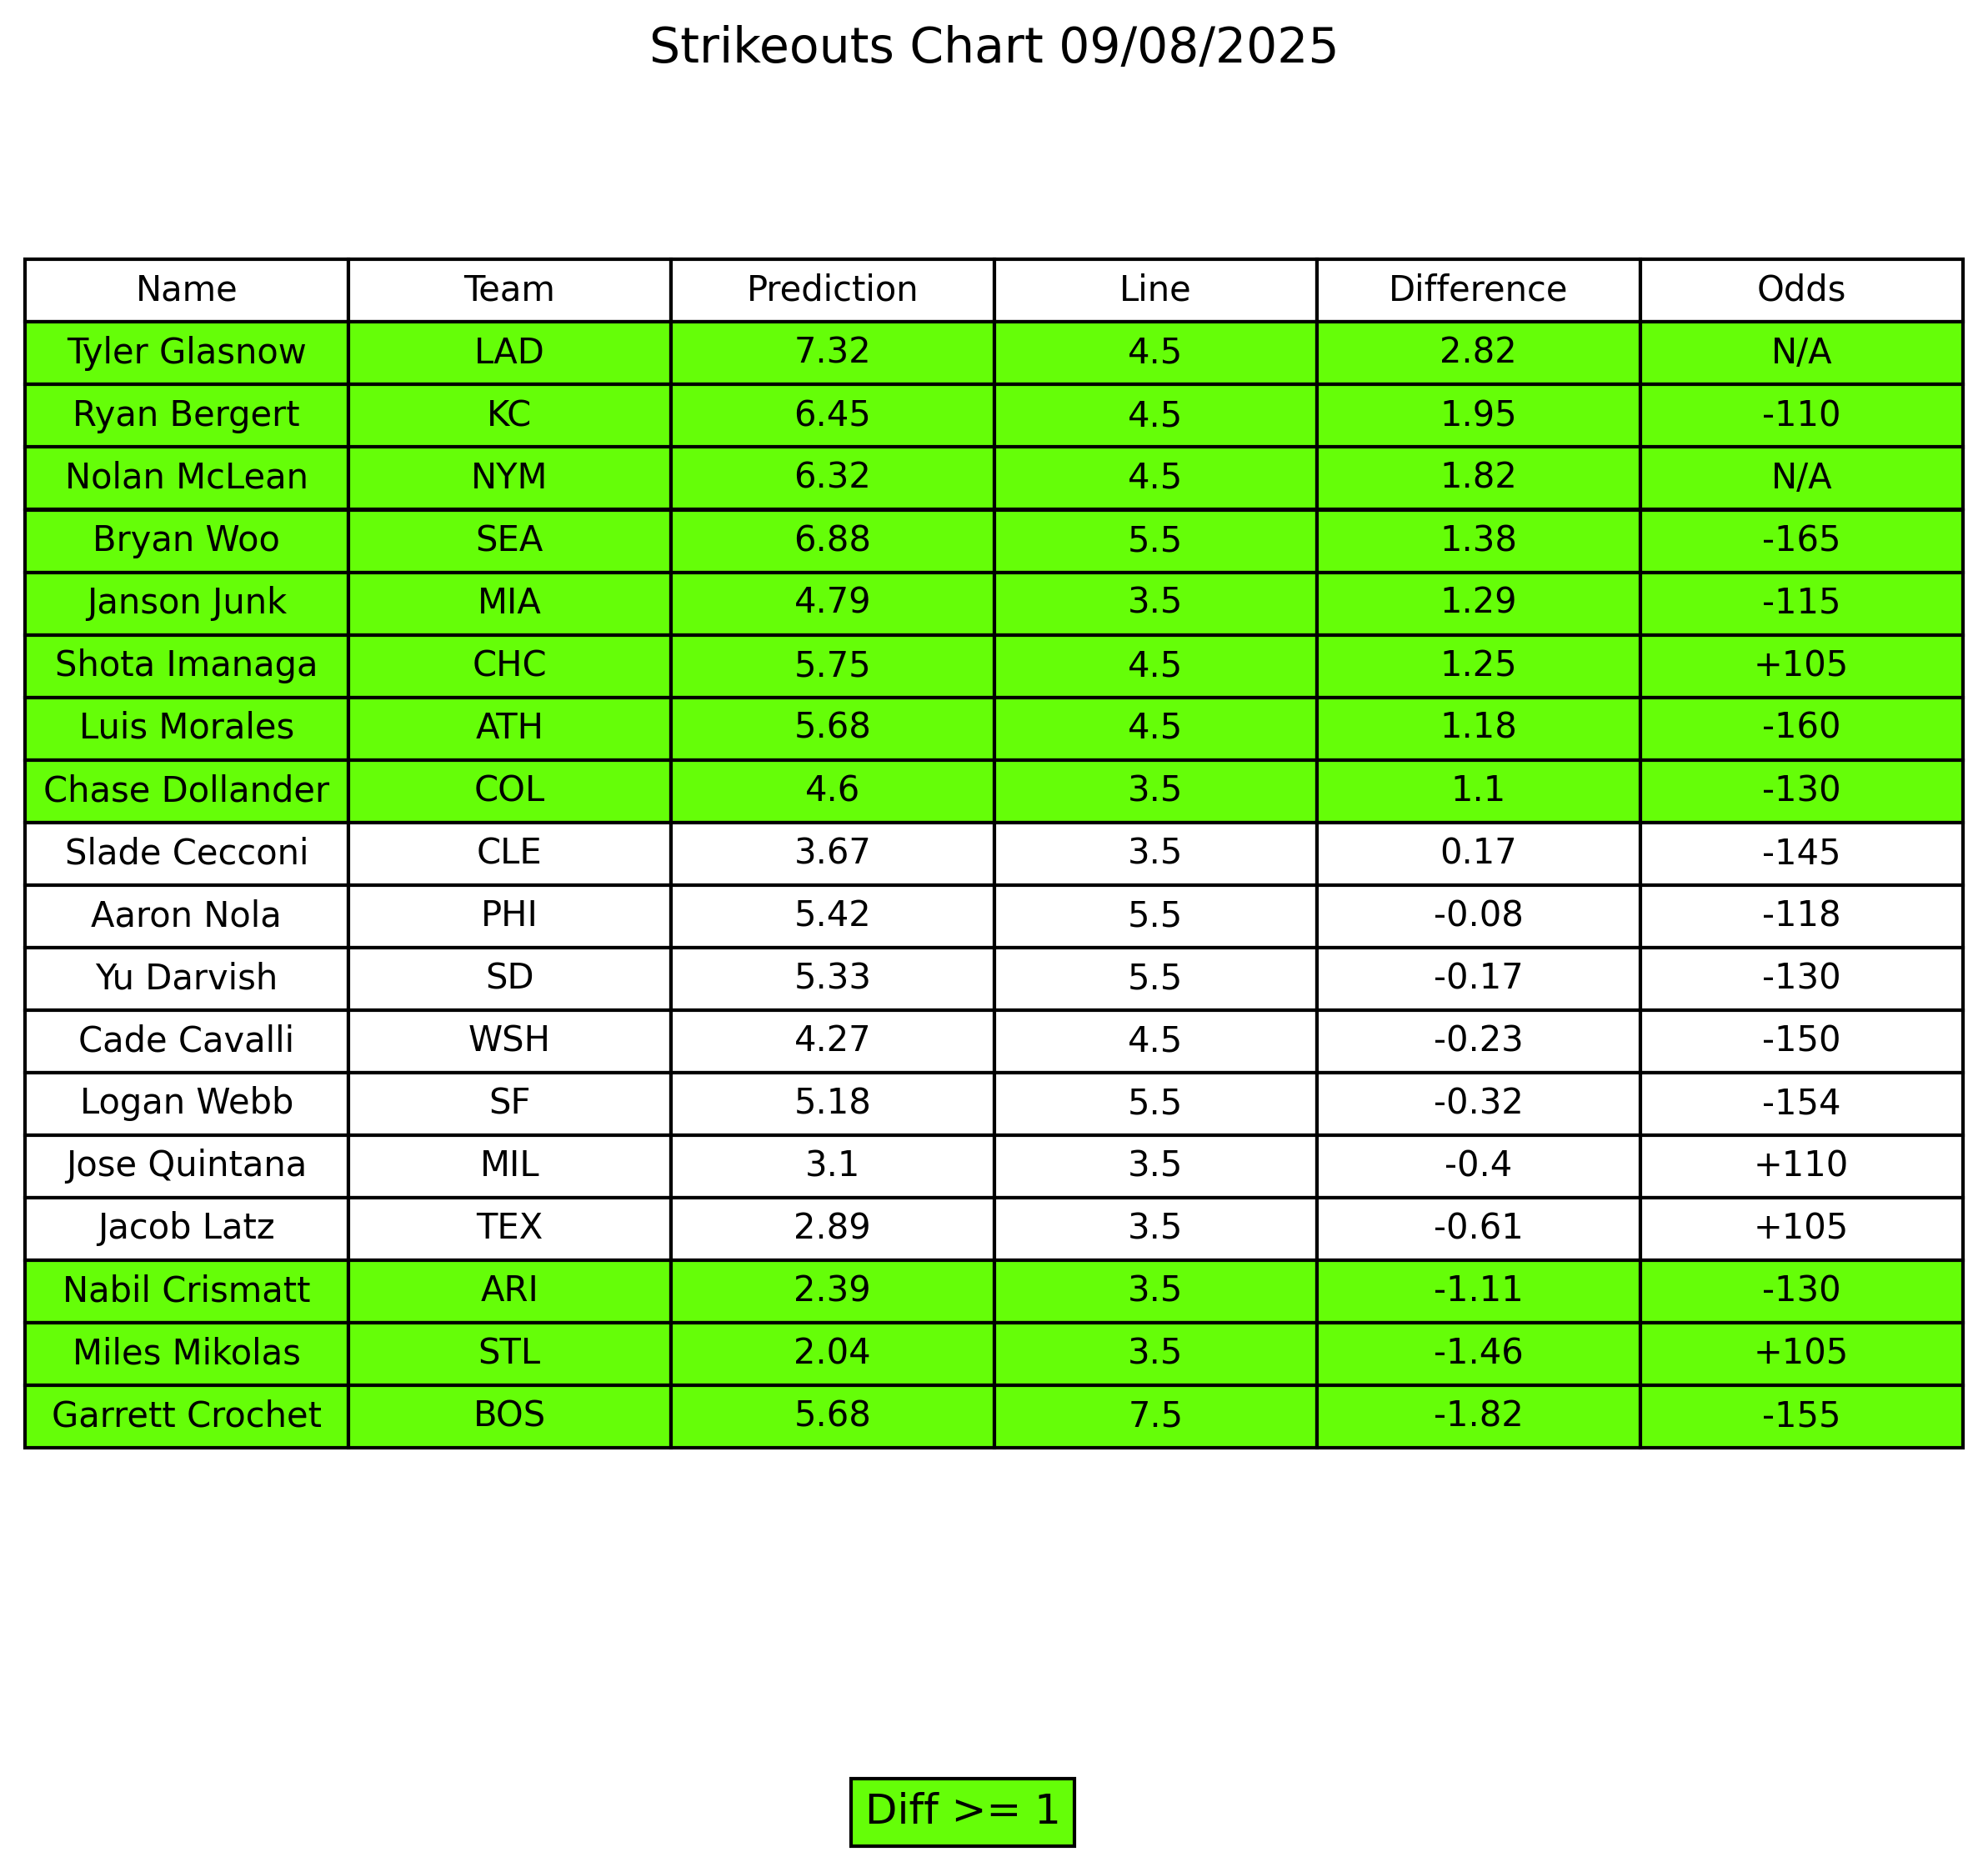 Strikeouts Chart 09/08/2025
Name Team Prediction Line Difference Odds
Tyler Glasnow LAD 7.32 4.5 2.82 N/A
Ryan Bergert KC 6.45 4.5 1.95 -110
Nolan McLean NYM 6.32 4.5 1.82 N/A
Bryan Woo SEA 6.88 5.5 1.38 -165
Janson Junk MIA 4.79 3.5 1.29 -115
Shota Imanaga CHC 5.75 4.5 1.25 +105
Luis Morales ATH 5.68 4.5 1.18 -160
Chase Dollander COL 4.6 3.5 1.1 -130
Slade Cecconi CLE 3.67 3.5 0.17 -145
Aaron Nola PHI 5.42 5.5 -0.08 -118
Yu Darvish SD 5.33 5.5 -0.17 -130
Cade Cavalli WSH 4.27 4.5 -0.23 -150
Logan Webb SF 5.18 5.5 -0.32 -154
Jose Quintana MIL 3.1 3.5 -0.4 +110
Jacob Latz TEX 2.89 3.5 -0.61 +105
Nabil Crismatt ARI 2.39 3.5 -1.11 -130
Miles Mikolas STL 2.04 3.5 -1.46 +105
Garrett Crochet BOS 5.68 7.5 -1.82 -155
Diff >= 1